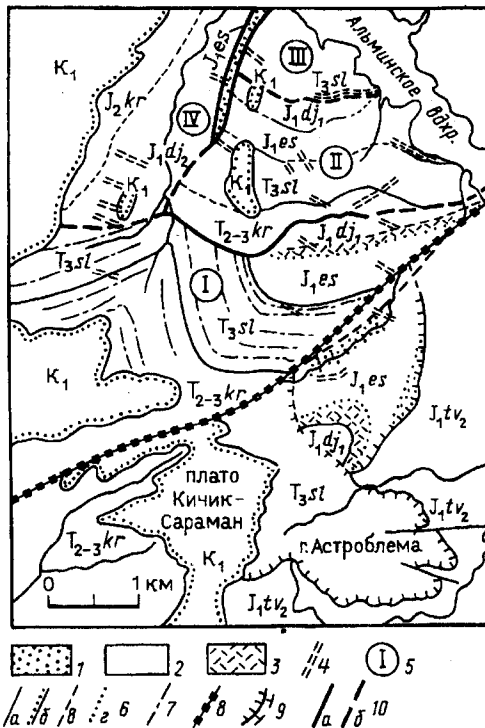 K₁
J₂kr
J₁es
III
Альминское
вдхр.
K₁
T₃sl
J₁dj₁
IV
J₁es
J₁dj₂
II
K₁
K₁
T₃sl
T₂₋₃kr
J₁dj₁
T₃sl
I
J₁es
T₃sl
K₁
J₁es
T₂₋₃kr
J₁tv₂
J₁dj₁
плато
Кичик-
Сараман
T₃sl
T₂₋₃kr
J₁tv₂
г. Астроблема
K₁
0 1 км
J₁tv₂
1 2 3 4 I 5
а б в г 6 7 8 9 а б 10